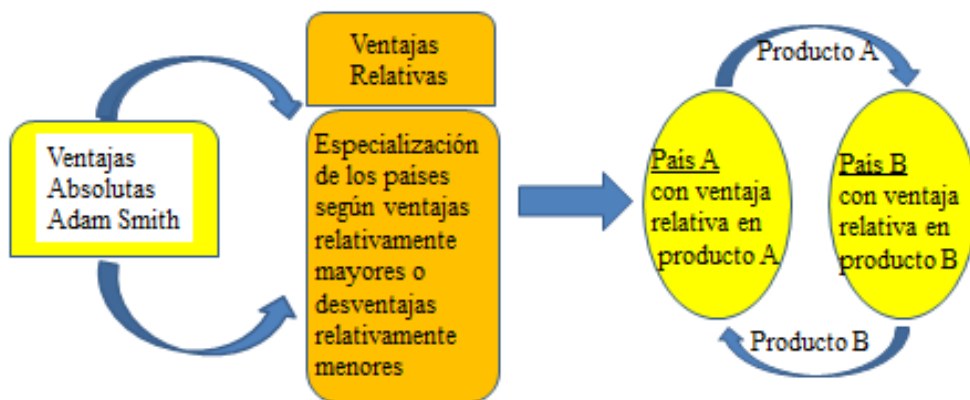 Ventajas
Absolutas
Adam Smith
Ventajas
Relativas
Especialización
de los paises
según ventajas
relativamente
mayores o
desventajas
relativamente
menores
Producto A
País A
con ventaja
relativa en
producto A
País B
con ventaja
relativa en
producto B
Producto B